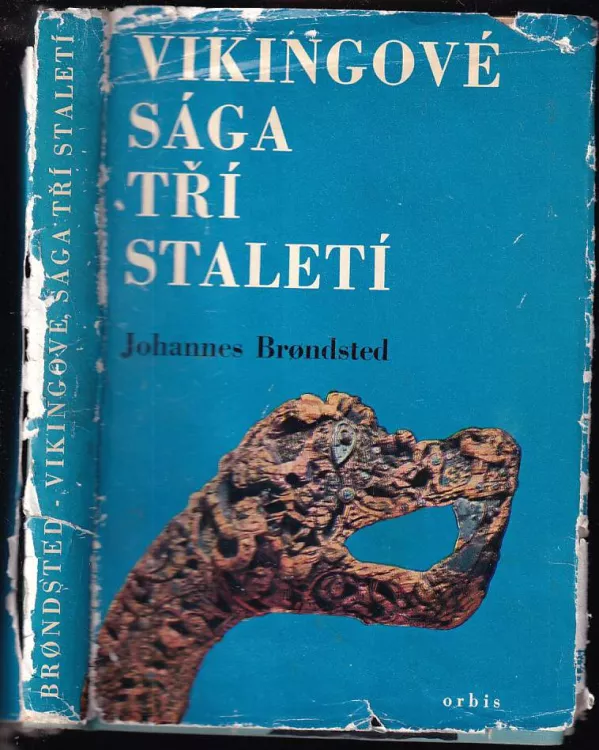 VIKINGOVÉ
SÁGA
TŘÍ
STALETÍ
Johannes Brøndsted
orbis
BRØNDSTED - VIKINGOVÉ, SÁGA TŘÍ STALETÍ